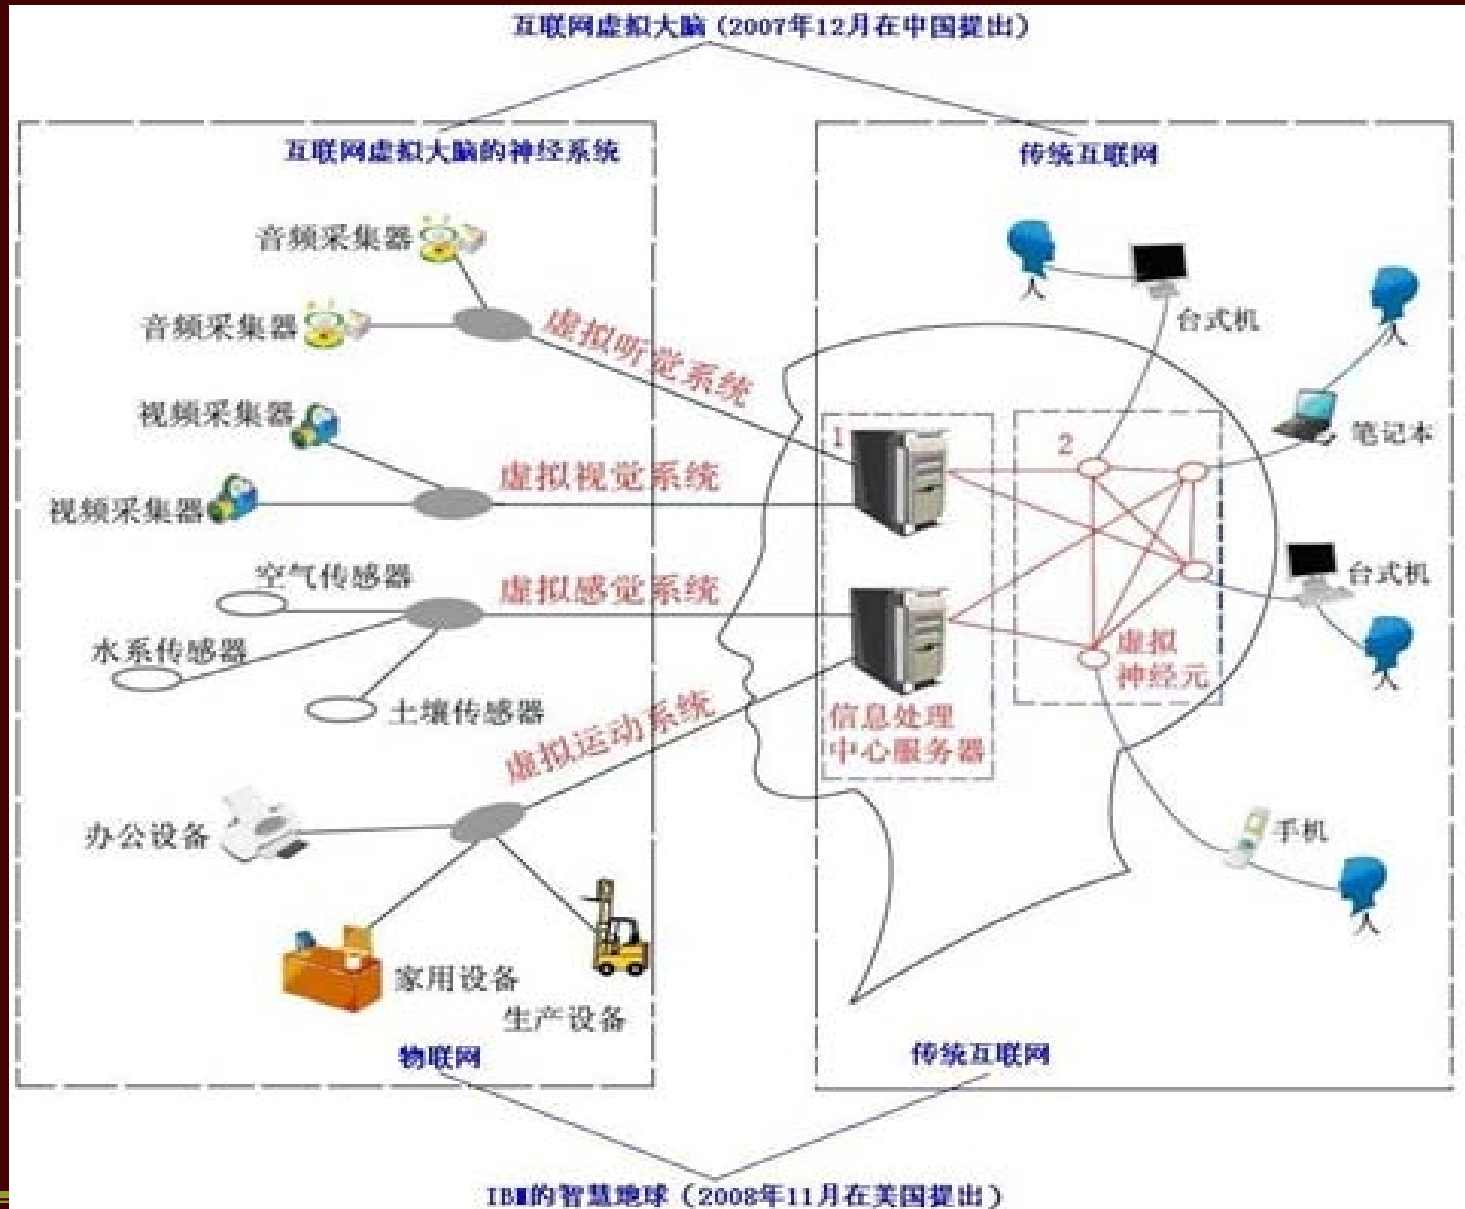 互联网虚拟大脑（2007年12月在中国提出）
互联网虚拟大脑的神经系统
传统互联网
音频采集器
音频采集器
虚拟听觉系统
视频采集器
视频采集器
虚拟视觉系统
空气传感器
水系传感器
土壤传感器
虚拟感觉系统
办公设备
家用设备
生产设备
虚拟运动系统
1
信息处理
中心服务器
2
虚拟
神经元
台式机
笔记本
台式机
手机
物联网
传统互联网
IBM的智慧地球（2008年11月在美国提出）